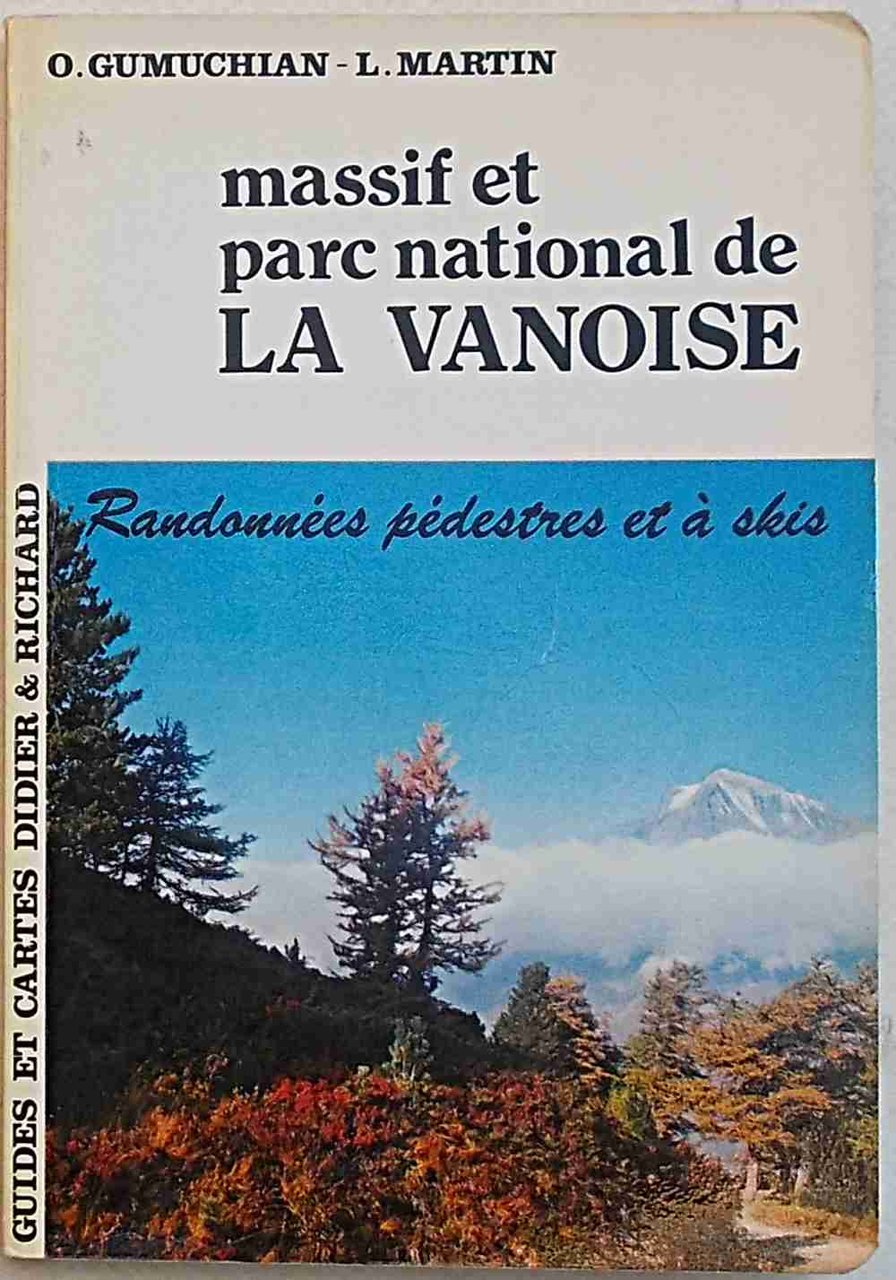 O. GUMUCHIAN - L. MARTIN
massif et
parc national de
LA VANOISE
Randonnées pédestres et à skis
GUIDES ET CARTES DIDIER & RICHARD